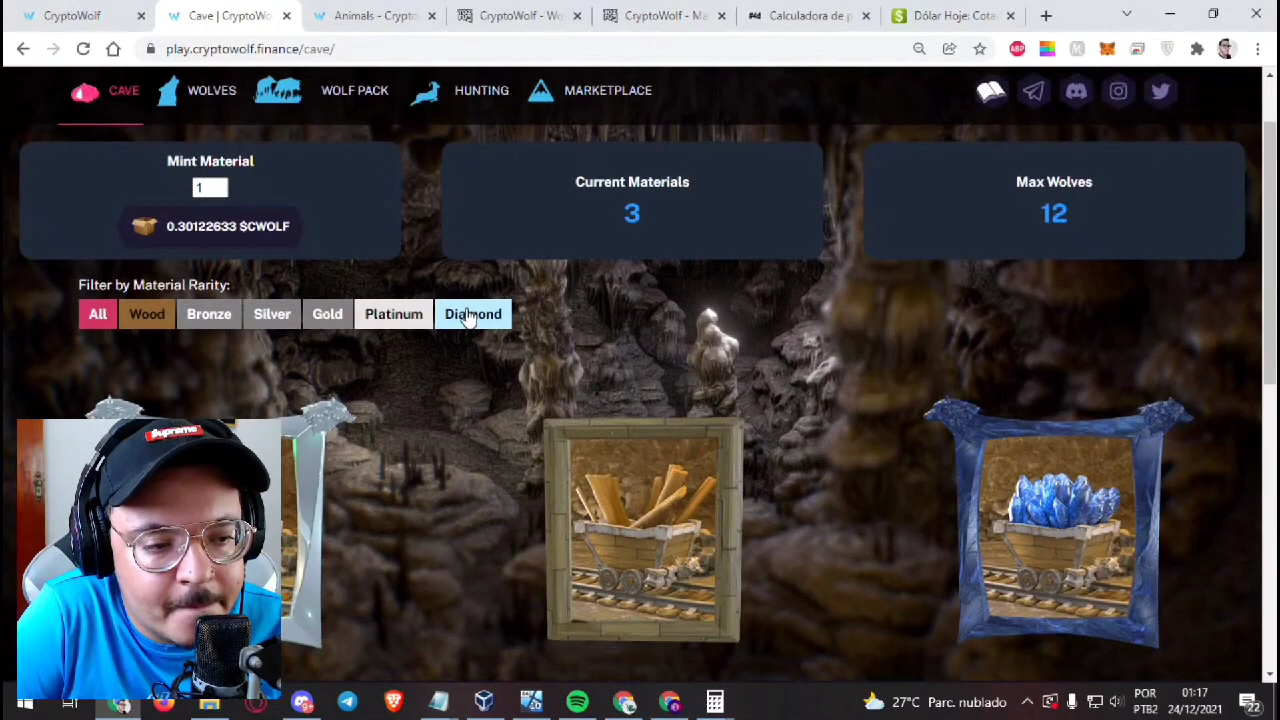 CryptoWolf
Cave | CryptoWo
Animals - Crypto
CryptoWolf - Wo
CryptoWolf - Ma
Calculadora de p
Dólar Hoje: Cota
play.cryptowolf.finance/cave/
CAVE
WOLVES
WOLF PACK
HUNTING
MARKETPLACE
Mint Material
1
0.30122633 $CWOLF
Current Materials
3
Max Wolves
12
Filter by Material Rarity:
All
Wood
Bronze
Silver
Gold
Platinum
Diamond
Supreme
27°C Parc. nublado
POR
PTB2
01:17
24/12/2021
22